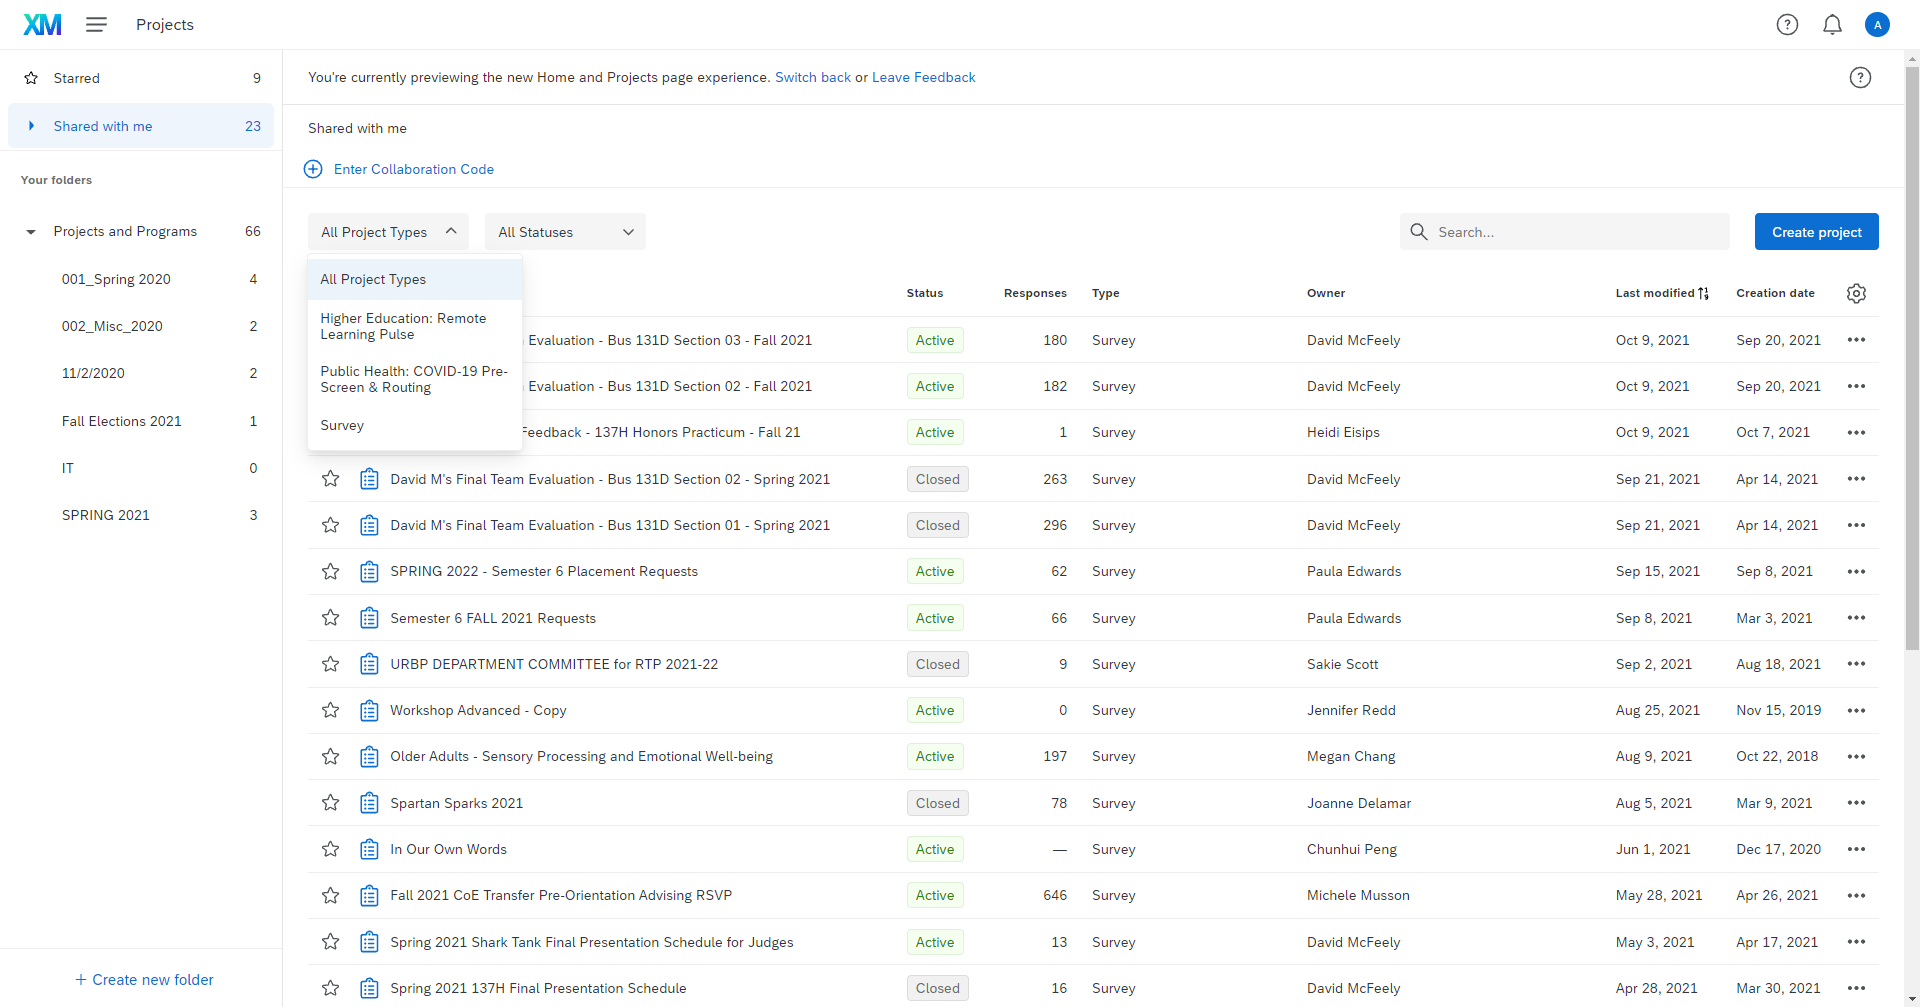 XM Projects A
Starred 9
Shared with me 23
Your folders
Projects and Programs 66
001_Spring 2020 4
002_Misc_2020 2
11/2/2020 2
Fall Elections 2021 1
IT 0
SPRING 2021 3
+ Create new folder
You're currently previewing the new Home and Projects page experience. Switch back or Leave Feedback
Shared with me
Enter Collaboration Code
All Project Types All Statuses Search... Create project
All Project Types
Higher Education: Remote
Learning Pulse
Public Health: COVID-19 Pre-
Screen & Routing
Survey
Status Responses Type Owner Last modified Creation date
Evaluation - Bus 131D Section 03 - Fall 2021 Active 180 Survey David McFeely Oct 9, 2021 Sep 20, 2021
Evaluation - Bus 131D Section 02 - Fall 2021 Active 182 Survey David McFeely Oct 9, 2021 Sep 20, 2021
Feedback - 137H Honors Practicum - Fall 21 Active 1 Survey Heidi Eisips Oct 9, 2021 Oct 7, 2021
David M's Final Team Evaluation - Bus 131D Section 02 - Spring 2021 Closed 263 Survey David McFeely Sep 21, 2021 Apr 14, 2021
David M's Final Team Evaluation - Bus 131D Section 01 - Spring 2021 Closed 296 Survey David McFeely Sep 21, 2021 Apr 14, 2021
SPRING 2022 - Semester 6 Placement Requests Active 62 Survey Paula Edwards Sep 15, 2021 Sep 8, 2021
Semester 6 FALL 2021 Requests Active 66 Survey Paula Edwards Sep 8, 2021 Mar 3, 2021
URBP DEPARTMENT COMMITTEE for RTP 2021-22 Closed 9 Survey Sakie Scott Sep 2, 2021 Aug 18, 2021
Workshop Advanced - Copy Active 0 Survey Jennifer Redd Aug 25, 2021 Nov 15, 2019
Older Adults - Sensory Processing and Emotional Well-being Active 197 Survey Megan Chang Aug 9, 2021 Oct 22, 2018
Spartan Sparks 2021 Closed 78 Survey Joanne Delamar Aug 5, 2021 Mar 9, 2021
In Our Own Words Active — Survey Chunhui Peng Jun 1, 2021 Dec 17, 2020
Fall 2021 CoE Transfer Pre-Orientation Advising RSVP Active 646 Survey Michele Musson May 28, 2021 Apr 26, 2021
Spring 2021 Shark Tank Final Presentation Schedule for Judges Active 13 Survey David McFeely May 3, 2021 Apr 17, 2021
Spring 2021 137H Final Presentation Schedule Closed 16 Survey David McFeely Apr 28, 2021 Mar 30, 2021